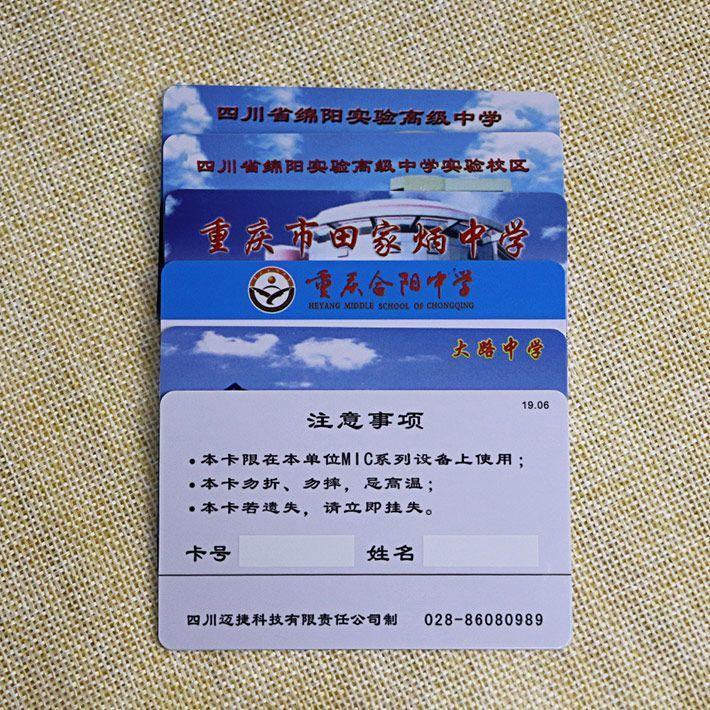 四川省绵阳实验高级中学
四川省绵阳实验高级中学实验校区
重庆市田家炳中学
重庆合阳中学
HEYANG MIDDLE SCHOOL OF CHONGQING
大路中学
19.06
注意事项
•本卡限在本单位MIC系列设备上使用；
•本卡勿折、勿摔，忌高温；
•本卡若遗失，请立即挂失。
卡号 姓名
四川迈捷科技有限责任公司制 028-86080989